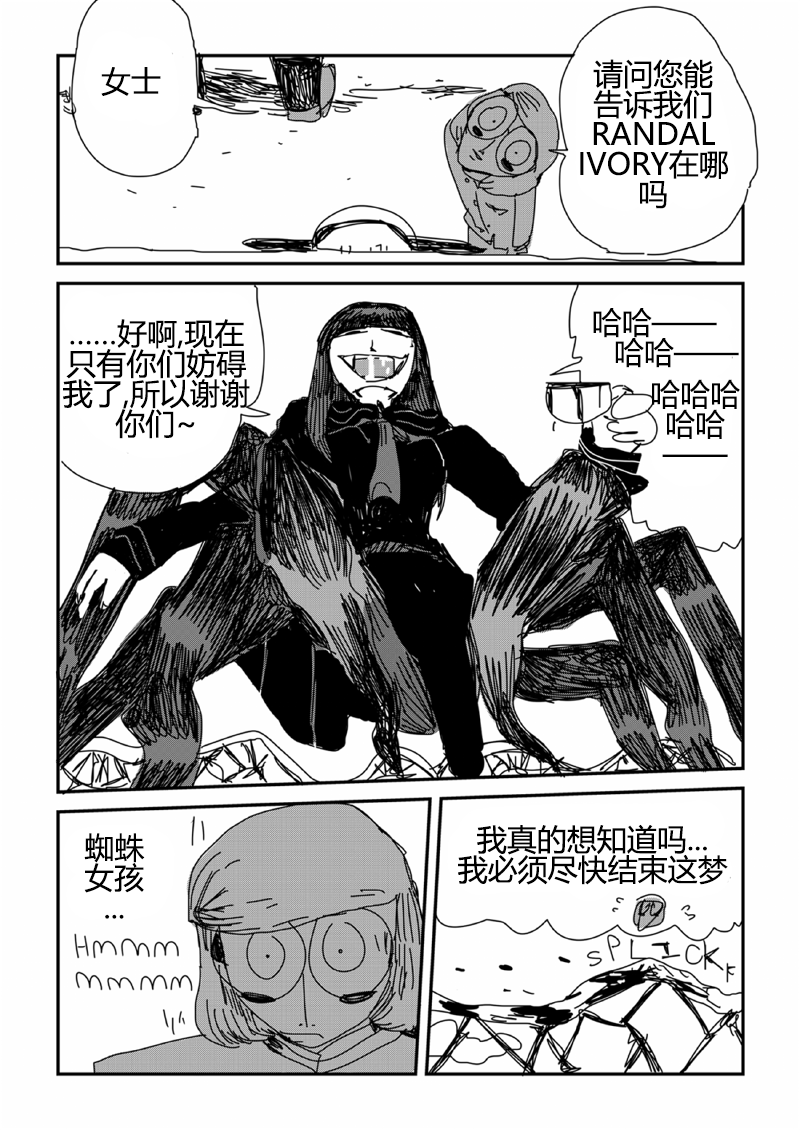 女士
请问您能
告诉我们
RANDAL
IVORY在哪
吗
......好啊,现在
只有你们妨碍
我了,所以谢谢
你们~
哈哈——
哈哈——
哈哈哈
哈哈
——
蜘蛛
女孩
...
Hmmm
mmmm
我真的想知道吗...
我必须尽快结束这梦
SPLICK